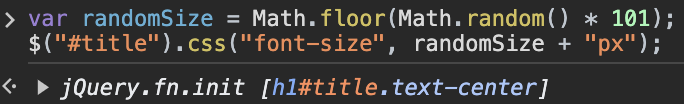 var randomSize = Math.floor(Math.random() * 101);
$("#title").css("font-size", randomSize + "px");
jQuery.fn.init [h1#title.text-center]